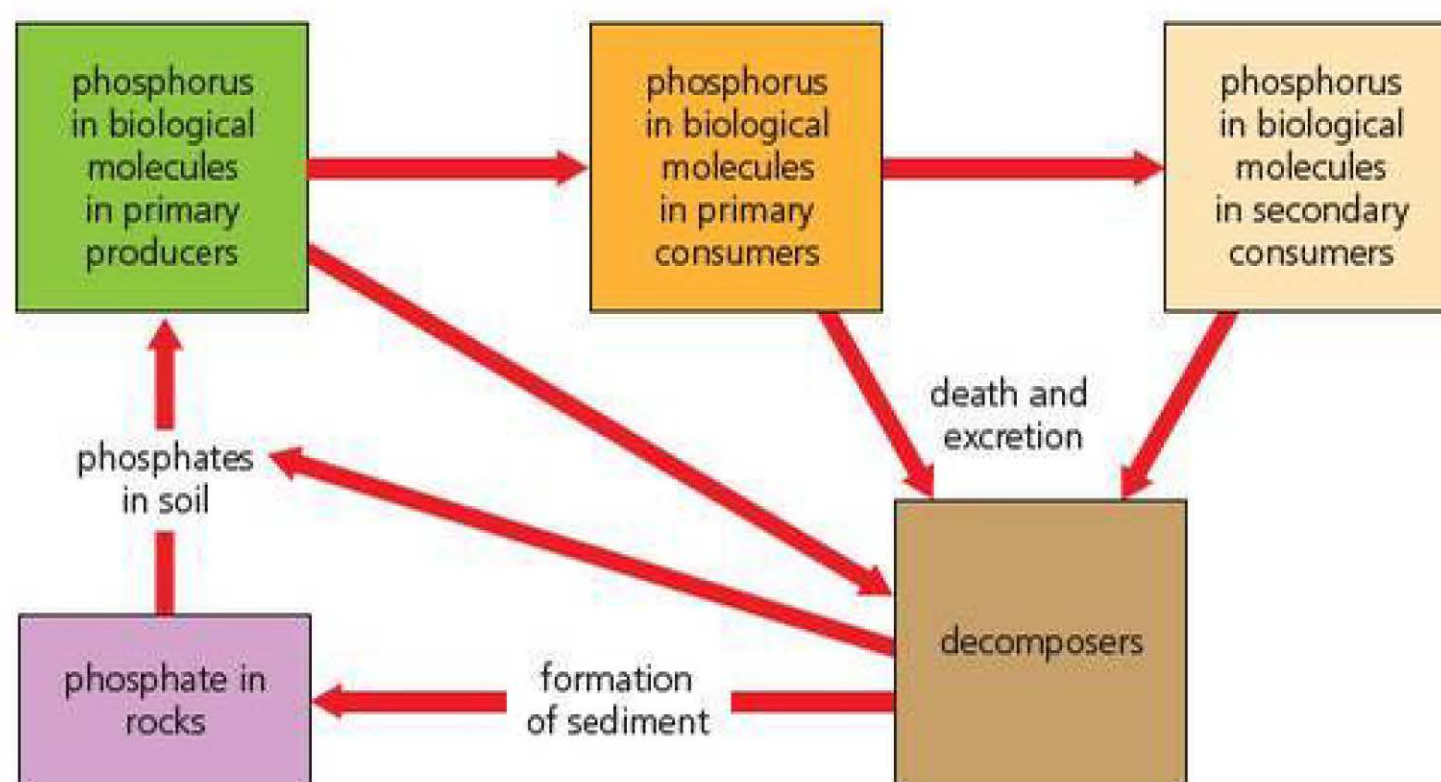 phosphorus
in biological
molecules
in primary
producers
phosphorus
in biological
molecules
in primary
consumers
phosphorus
in biological
molecules
in secondary
consumers
death and
excretion
phosphates
in soil
decomposers
phosphate in
rocks
formation
of sediment